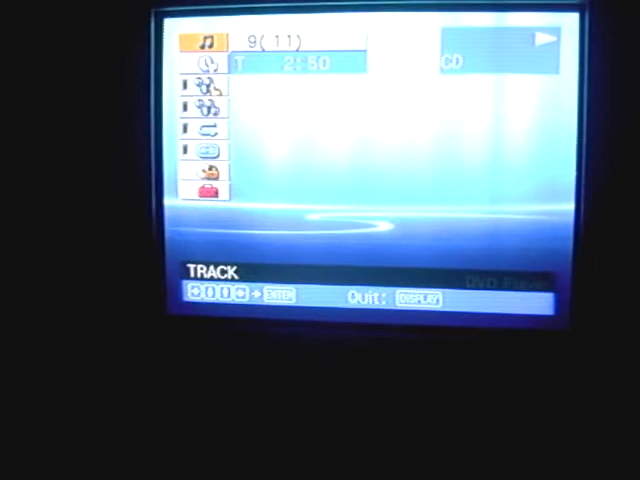 9( 11)
T 2:50
CD
TRACK
DVD Player
ENTER Quit: DISPLAY